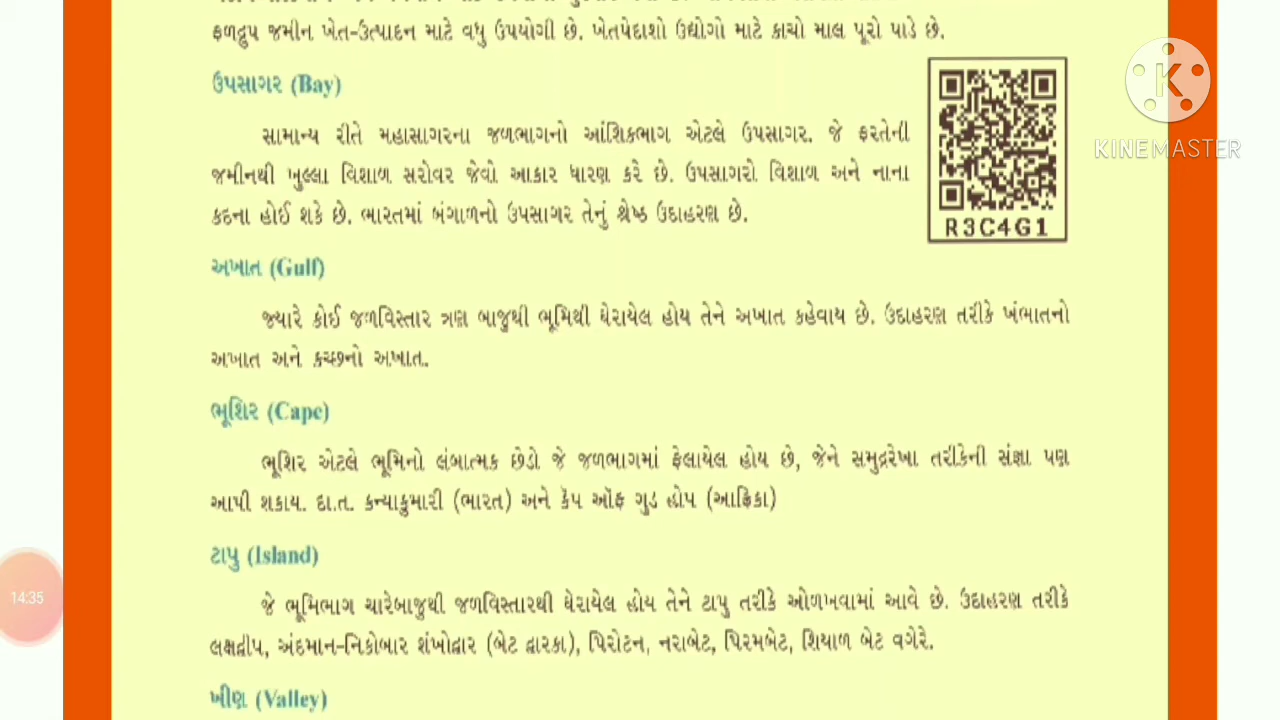 ફળદ્રુપ જમીન ખેત-ઉત્પાદન માટે વધુ ઉપયોગી છે. ખેતપેદાશો ઉદ્યોગો માટે કાચો માલ પૂરો પાડે છે.
ઉપસાગર (Bay)
સામાન્ય રીતે મહાસાગરના જળભાગનો આંશિકભાગ એટલે ઉપસાગર. જે ફરતેની
જમીનથી ખુલ્લા વિશાળ સરોવર જેવો આકાર ધારણ કરે છે. ઉપસાગરો વિશાળ અને નાના
કદના હોઈ શકે છે. ભારતમાં બંગાળનો ઉપસાગર તેનું શ્રેષ્ઠ ઉદાહરણ છે.
R3C4G1
KINEMASTER
અખાત (Gulf)
જ્યારે કોઈ જળવિસ્તાર ત્રણ બાજુથી ભૂમિથી ઘેરાયેલ હોય તેને અખાત કહેવાય છે. ઉદાહરણ તરીકે ખંભાતનો
અખાત અને કચ્છનો અખાત.
ભૂશિર (Cape)
ભૂશિર એટલે ભૂમિનો લંબાત્મક છેડો જે જળભાગમાં ફેલાયેલ હોય છે, જેને સમુદ્રરેખા તરીકેની સંજ્ઞા પણ
આપી શકાય. દા.ત. કન્યાકુમારી (ભારત) અને કૅપ ઑફ ગુડ હોપ (આફ્રિકા)
ટાપુ (Island)
જે ભૂમિભાગ ચારેબાજુથી જળવિસ્તારથી ઘેરાયેલ હોય તેને ટાપુ તરીકે ઓળખવામાં આવે છે. ઉદાહરણ તરીકે
લક્ષદ્વીપ, અંદમાન-નિકોબાર શંખોદ્વાર (બેટ દ્વારકા), પિરોટન, નરાબેટ, પિરમબેટ, શિયાળ બેટ વગેરે.
14:35
ખીણ (Valley)